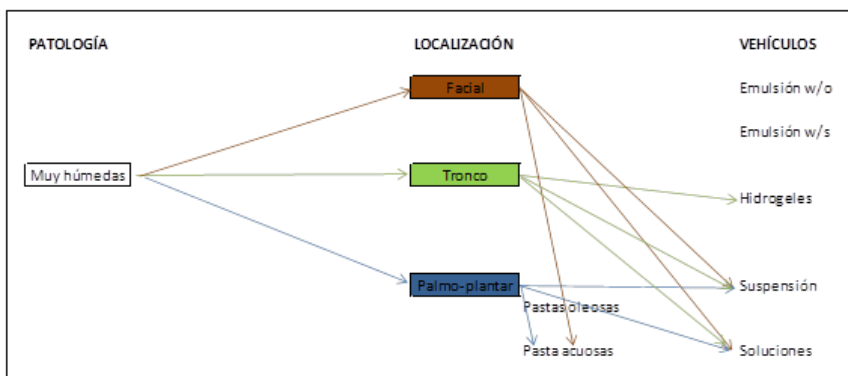 PATOLOGÍA
LOCALIZACIÓN
VEHÍCULOS
Facial
Emulsión w/o
Emulsión w/s
Muy húmedas
Tronco
Hidrogeles
Palmo-plantar
Suspensión
Pastas oleosas
Pasta acuosas
Soluciones